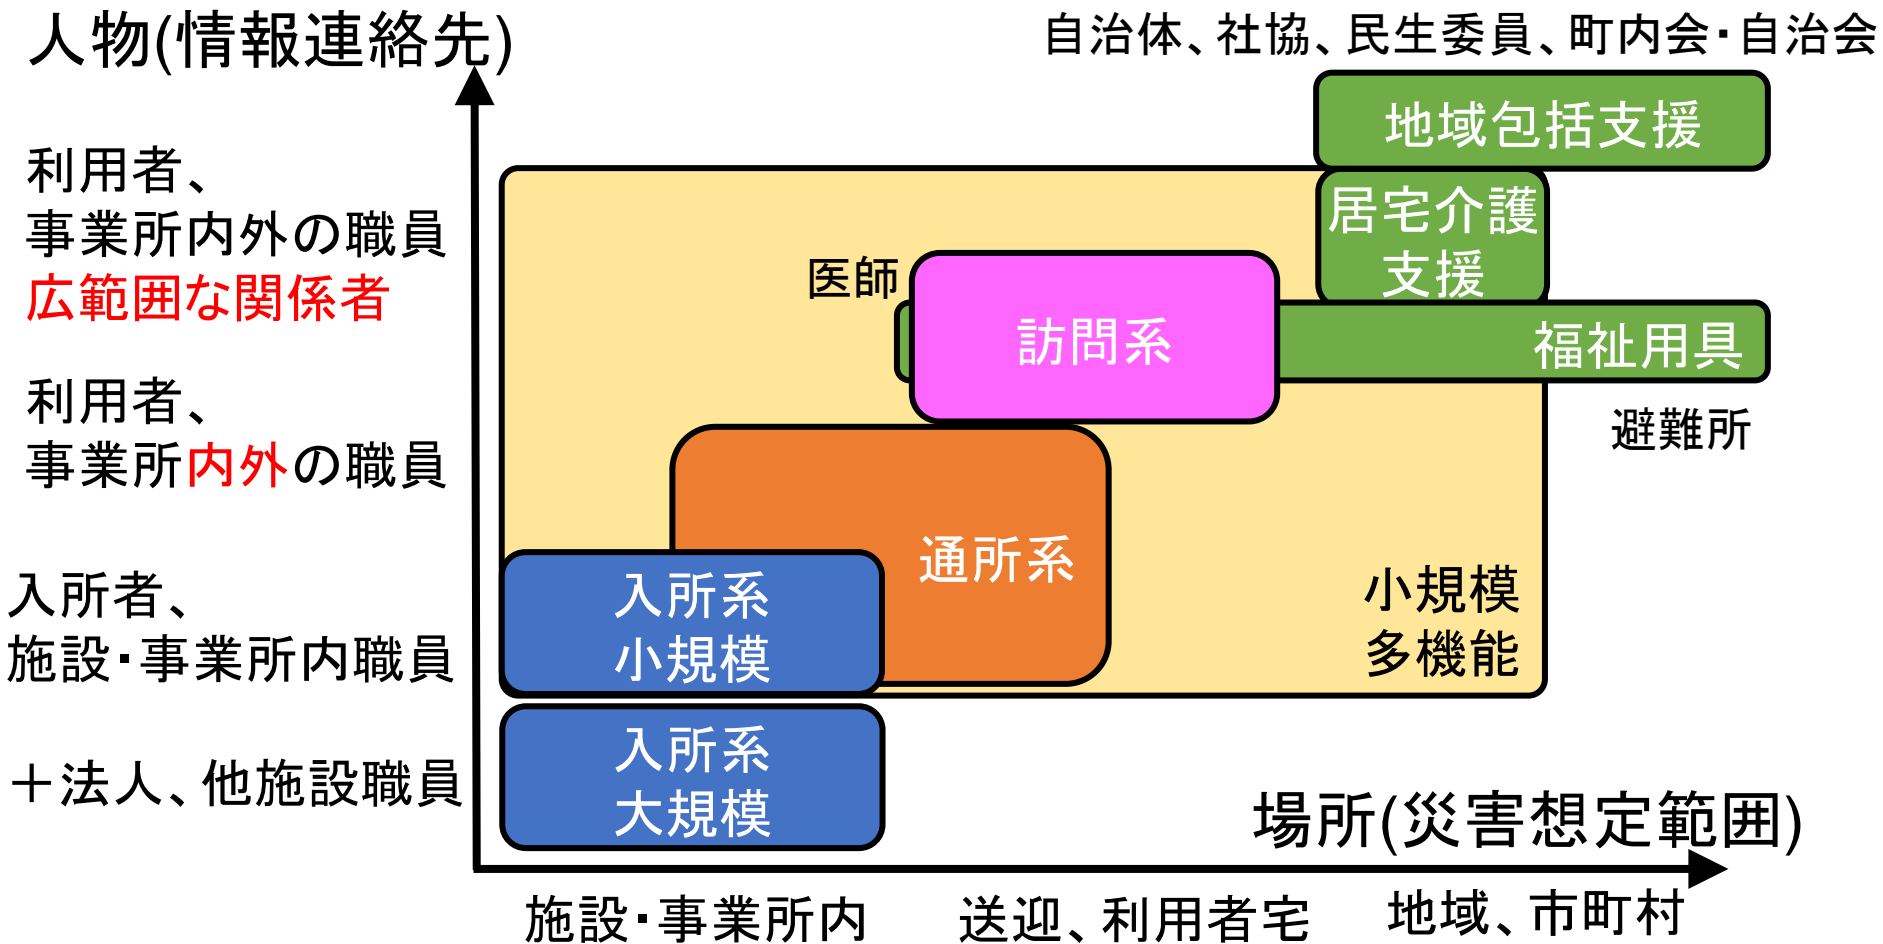 人物(情報連絡先)
自治体、社協、民生委員、町内会・自治会
地域包括支援
利用者、
事業所内外の職員
広範囲な関係者
居宅介護
支援
医師
訪問系
福祉用具
利用者、
事業所内外の職員
避難所
通所系
入所者、
施設・事業所内職員
入所系
小規模
小規模
多機能
+法人、他施設職員
入所系
大規模
場所(災害想定範囲)
施設・事業所内
送迎、利用者宅
地域、市町村